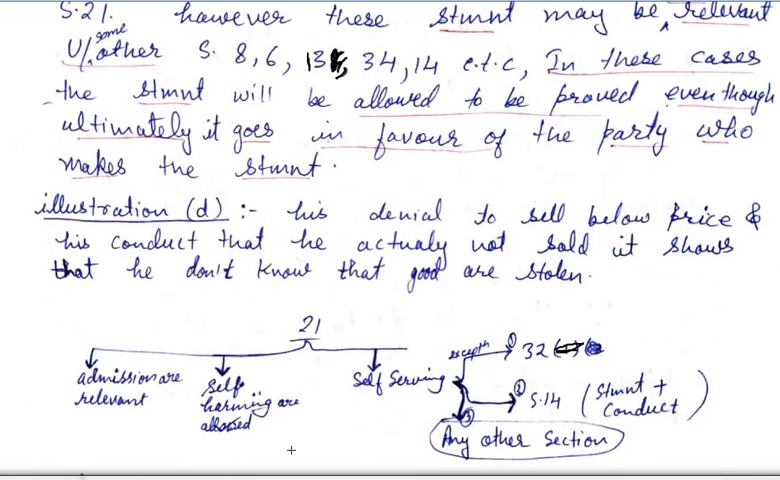 S.21. however these stmnt may be relevant
U/some other S. 8, 6, 13, 34, 14 e.t.c, In these cases
the stmnt will be allowed to be proved even though
ultimately it goes in favour of the party who
makes the stmnt.
illustration (d) :- his denial to sell below price &
his conduct that he actualy not sold it shows
that he don't know that good are stolen.
21
admission are relevant
Self harming are allowed
Self Serving
exceptn
① 32
② S.14 (Stmnt + Conduct)
③
Any other Section